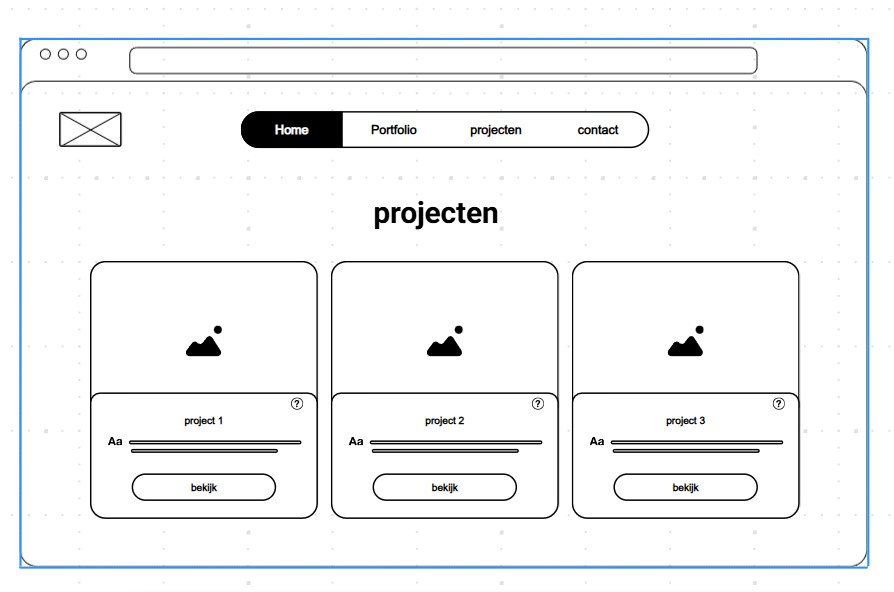 Home Portfolio projecten contact
projecten
? ? ?
project 1 project 2 project 3
Aa Aa Aa
bekijk bekijk bekijk